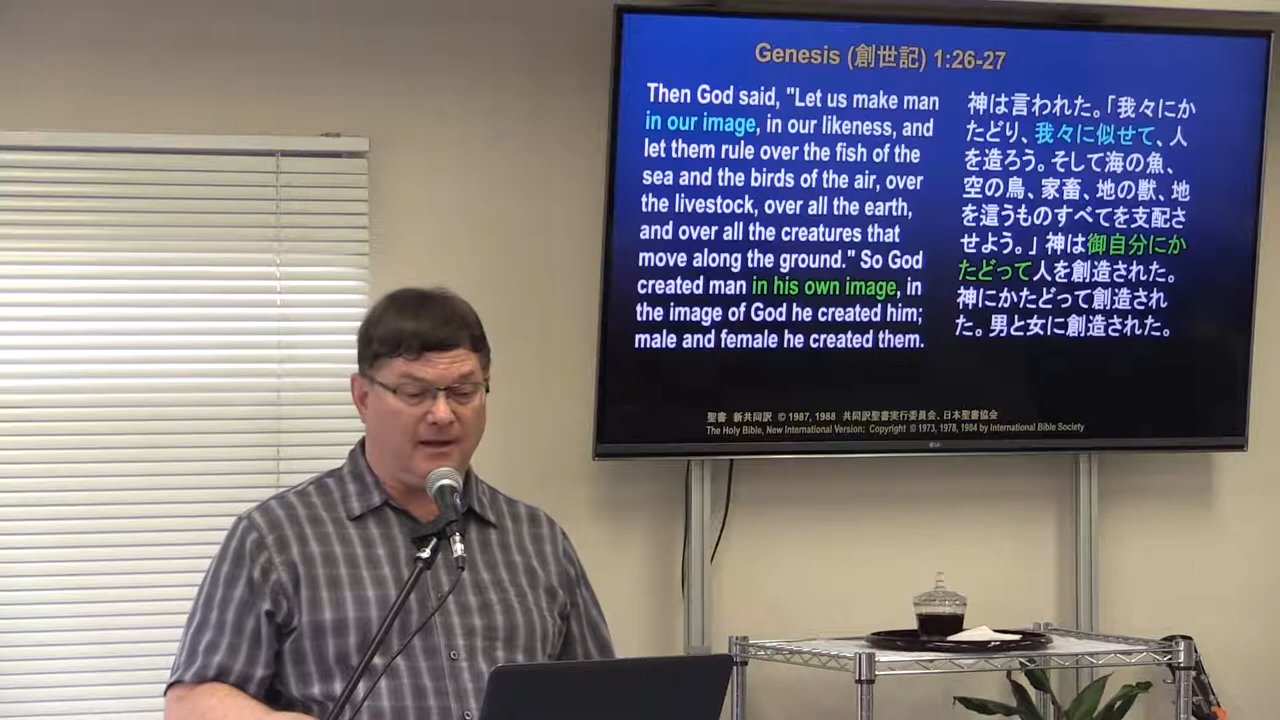 Genesis (創世記) 1:26-27
Then God said, "Let us make man
in our image, in our likeness, and
let them rule over the fish of the
sea and the birds of the air, over
the livestock, over all the earth,
and over all the creatures that
move along the ground." So God
created man in his own image, in
the image of God he created him;
male and female he created them.
神は言われた。「我々にか
たどり、我々に似せて、人
を造ろう。そして海の魚、
空の鳥、家畜、地の獣、地
を這うものすべてを支配さ
せよう。」 神は御自分にか
たどって人を創造された。
神にかたどって創造され
た。男と女に創造された。
聖書 新共同訳 © 1987, 1988 共同訳聖書実行委員会、日本聖書協会
The Holy Bible, New International Version: Copyright © 1973, 1978, 1984 by International Bible Society
LG